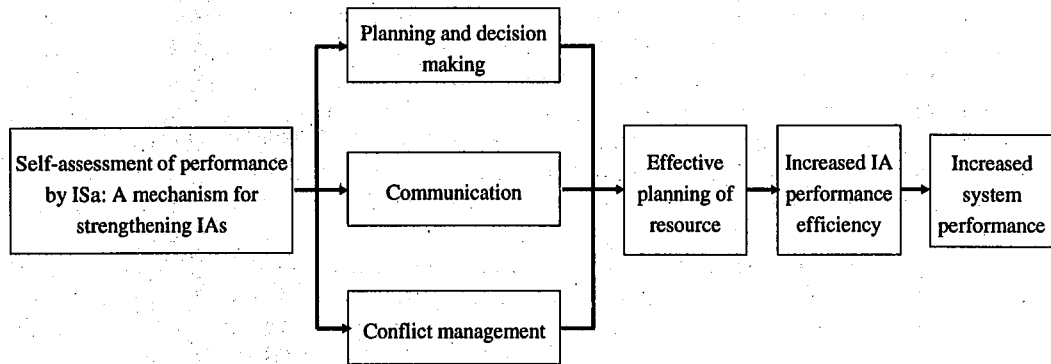 Planning and decision
making
Self-assessment of performance
by ISa: A mechanism for
strengthening IAs
Communication
Conflict management
Effective
planning of
resource
Increased IA
performance
efficiency
Increased
system
performance